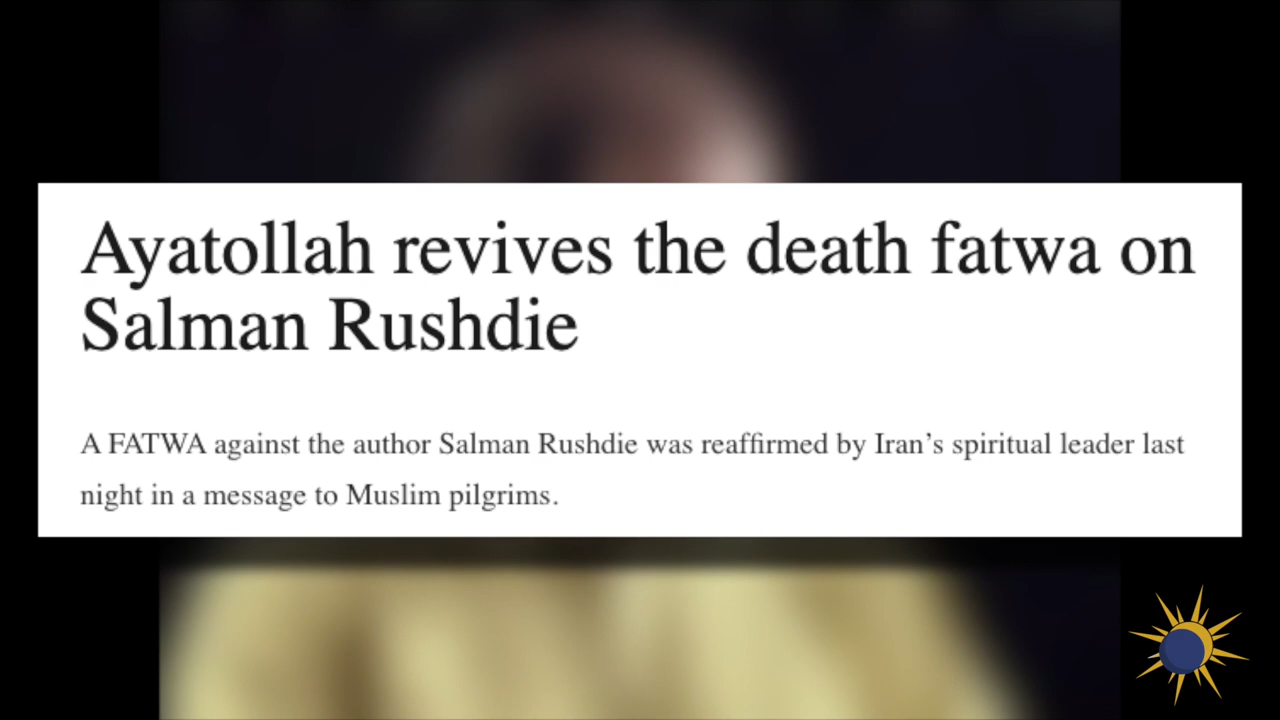 Ayatollah revives the death fatwa on
Salman Rushdie
A FATWA against the author Salman Rushdie was reaffirmed by Iran’s spiritual leader last
night in a message to Muslim pilgrims.